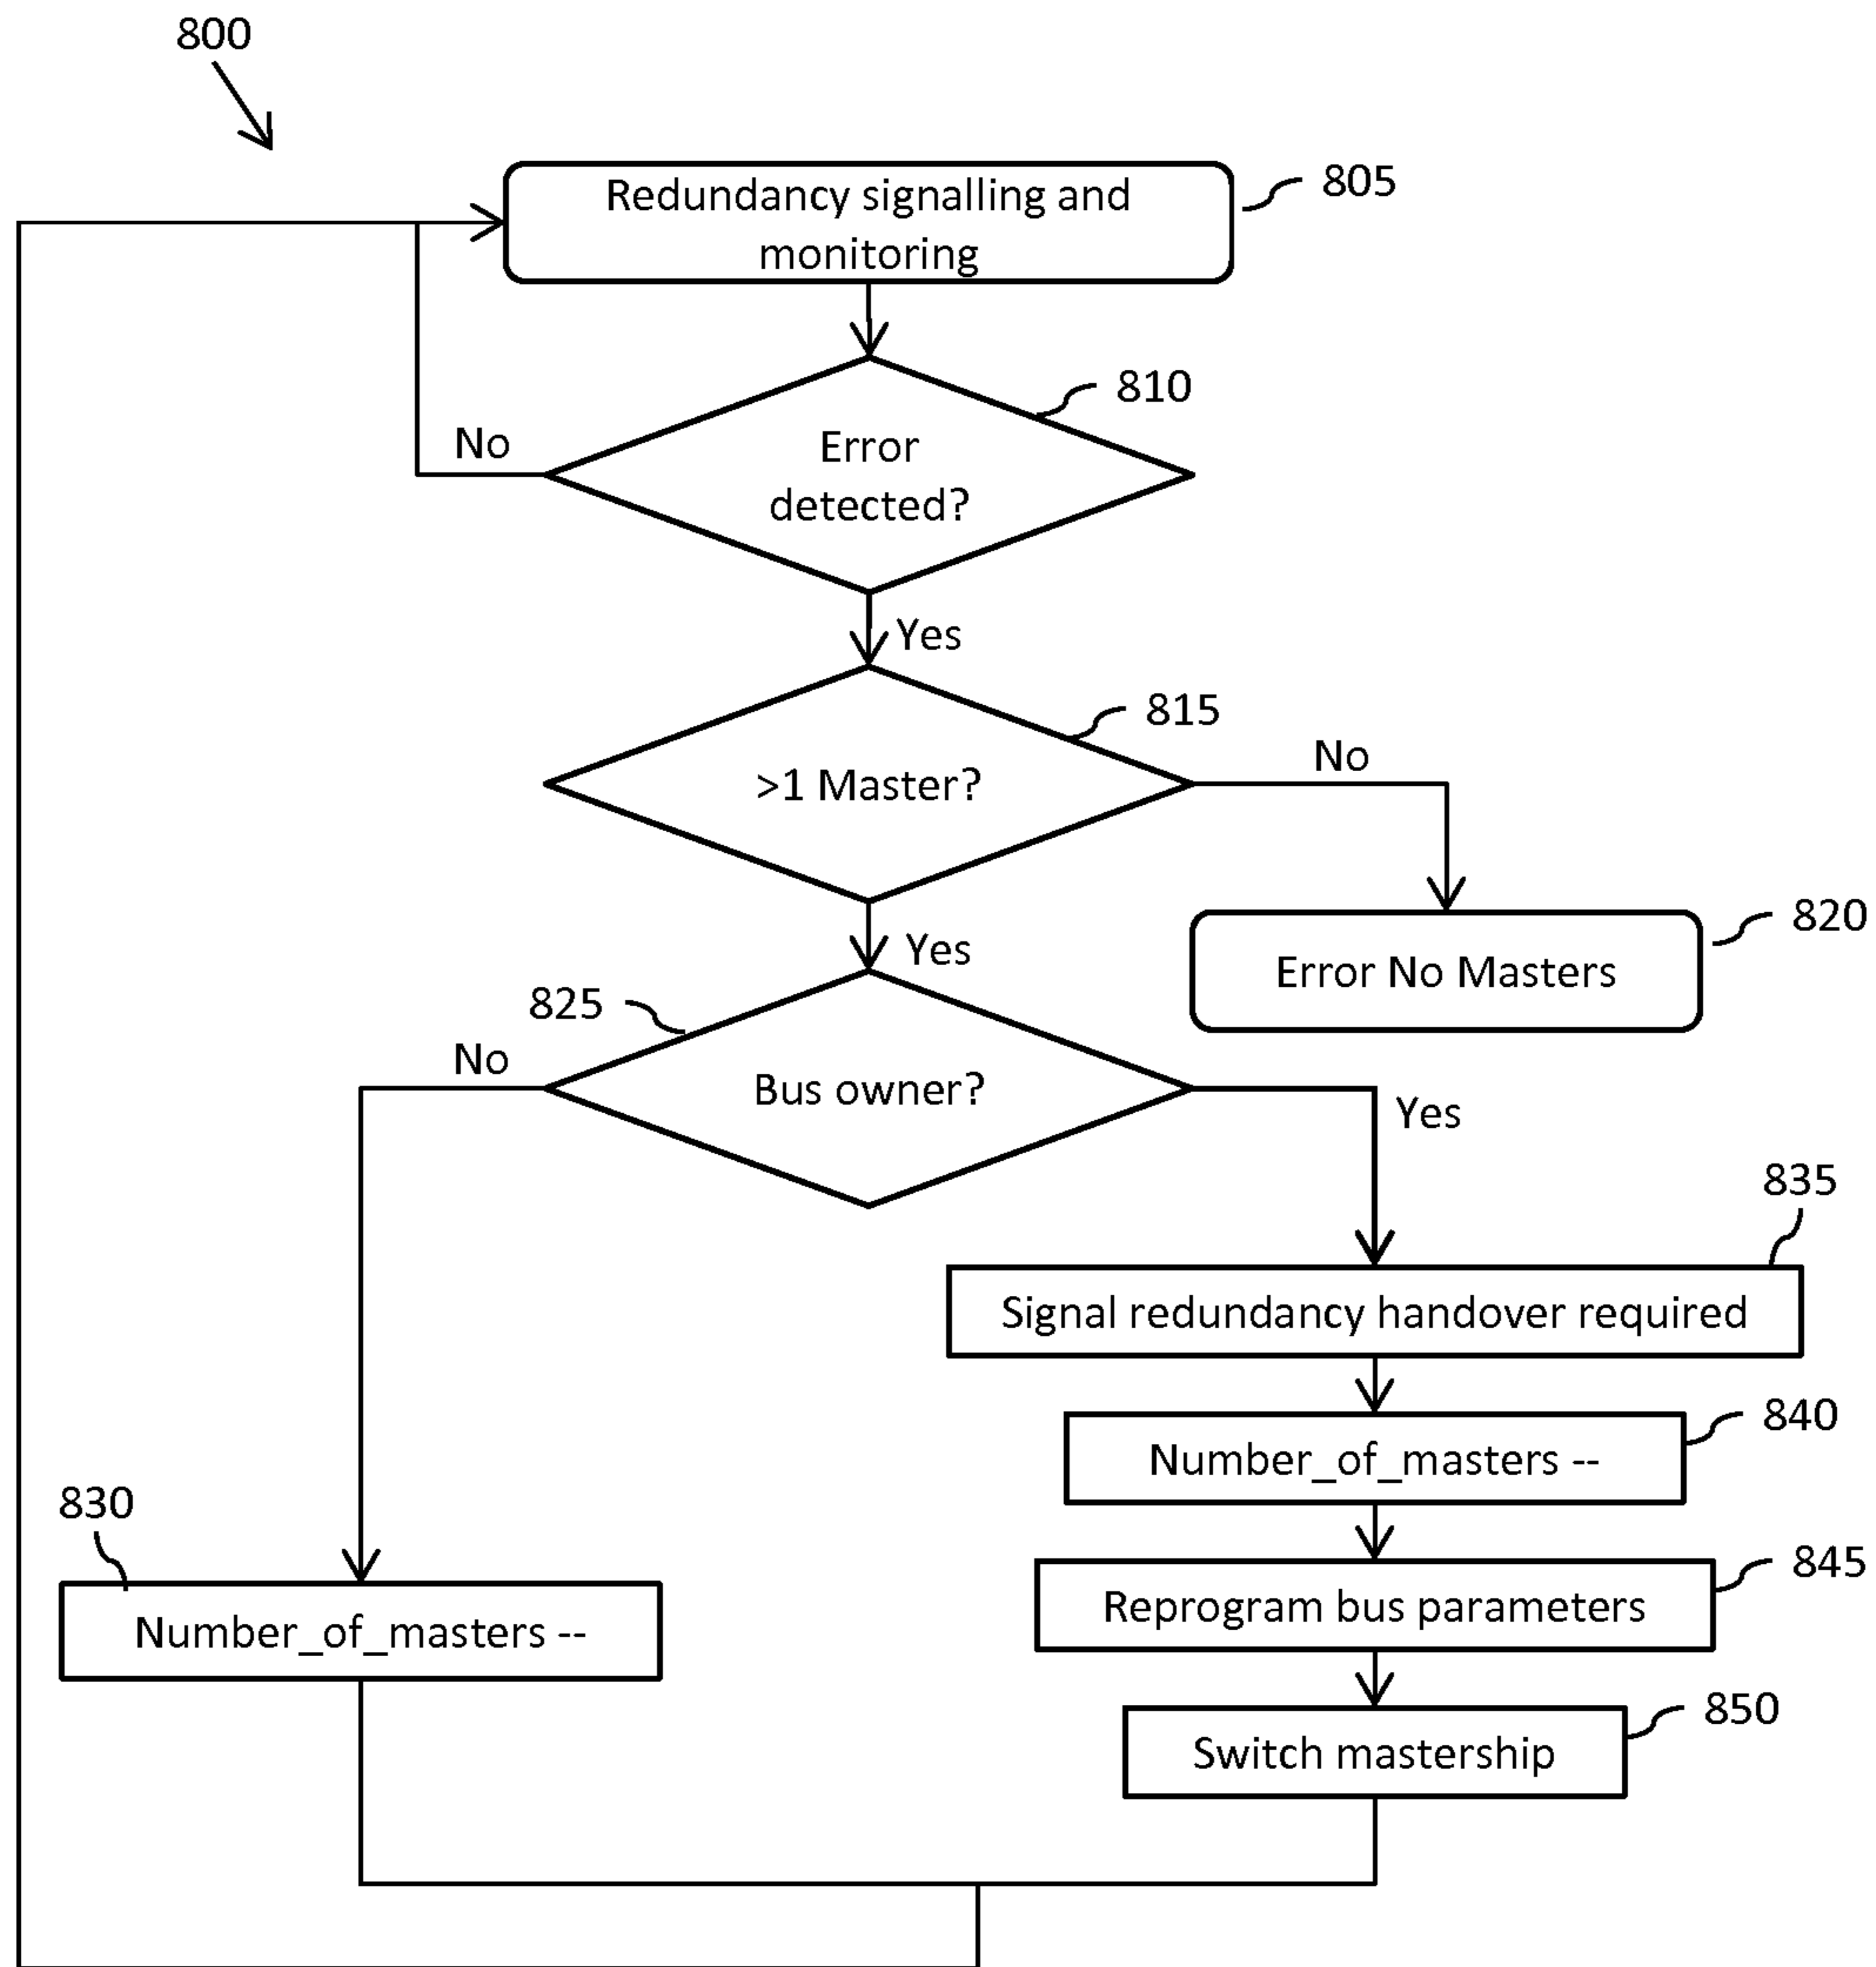 800
Redundancy signalling and
monitoring
805
810
Error
detected?
No
Yes
815
>1 Master?
No
Yes
820
Error No Masters
825
Bus owner?
No
Yes
835
Signal redundancy handover required
840
Number_of_masters --
830
Number_of_masters --
845
Reprogram bus parameters
850
Switch mastership